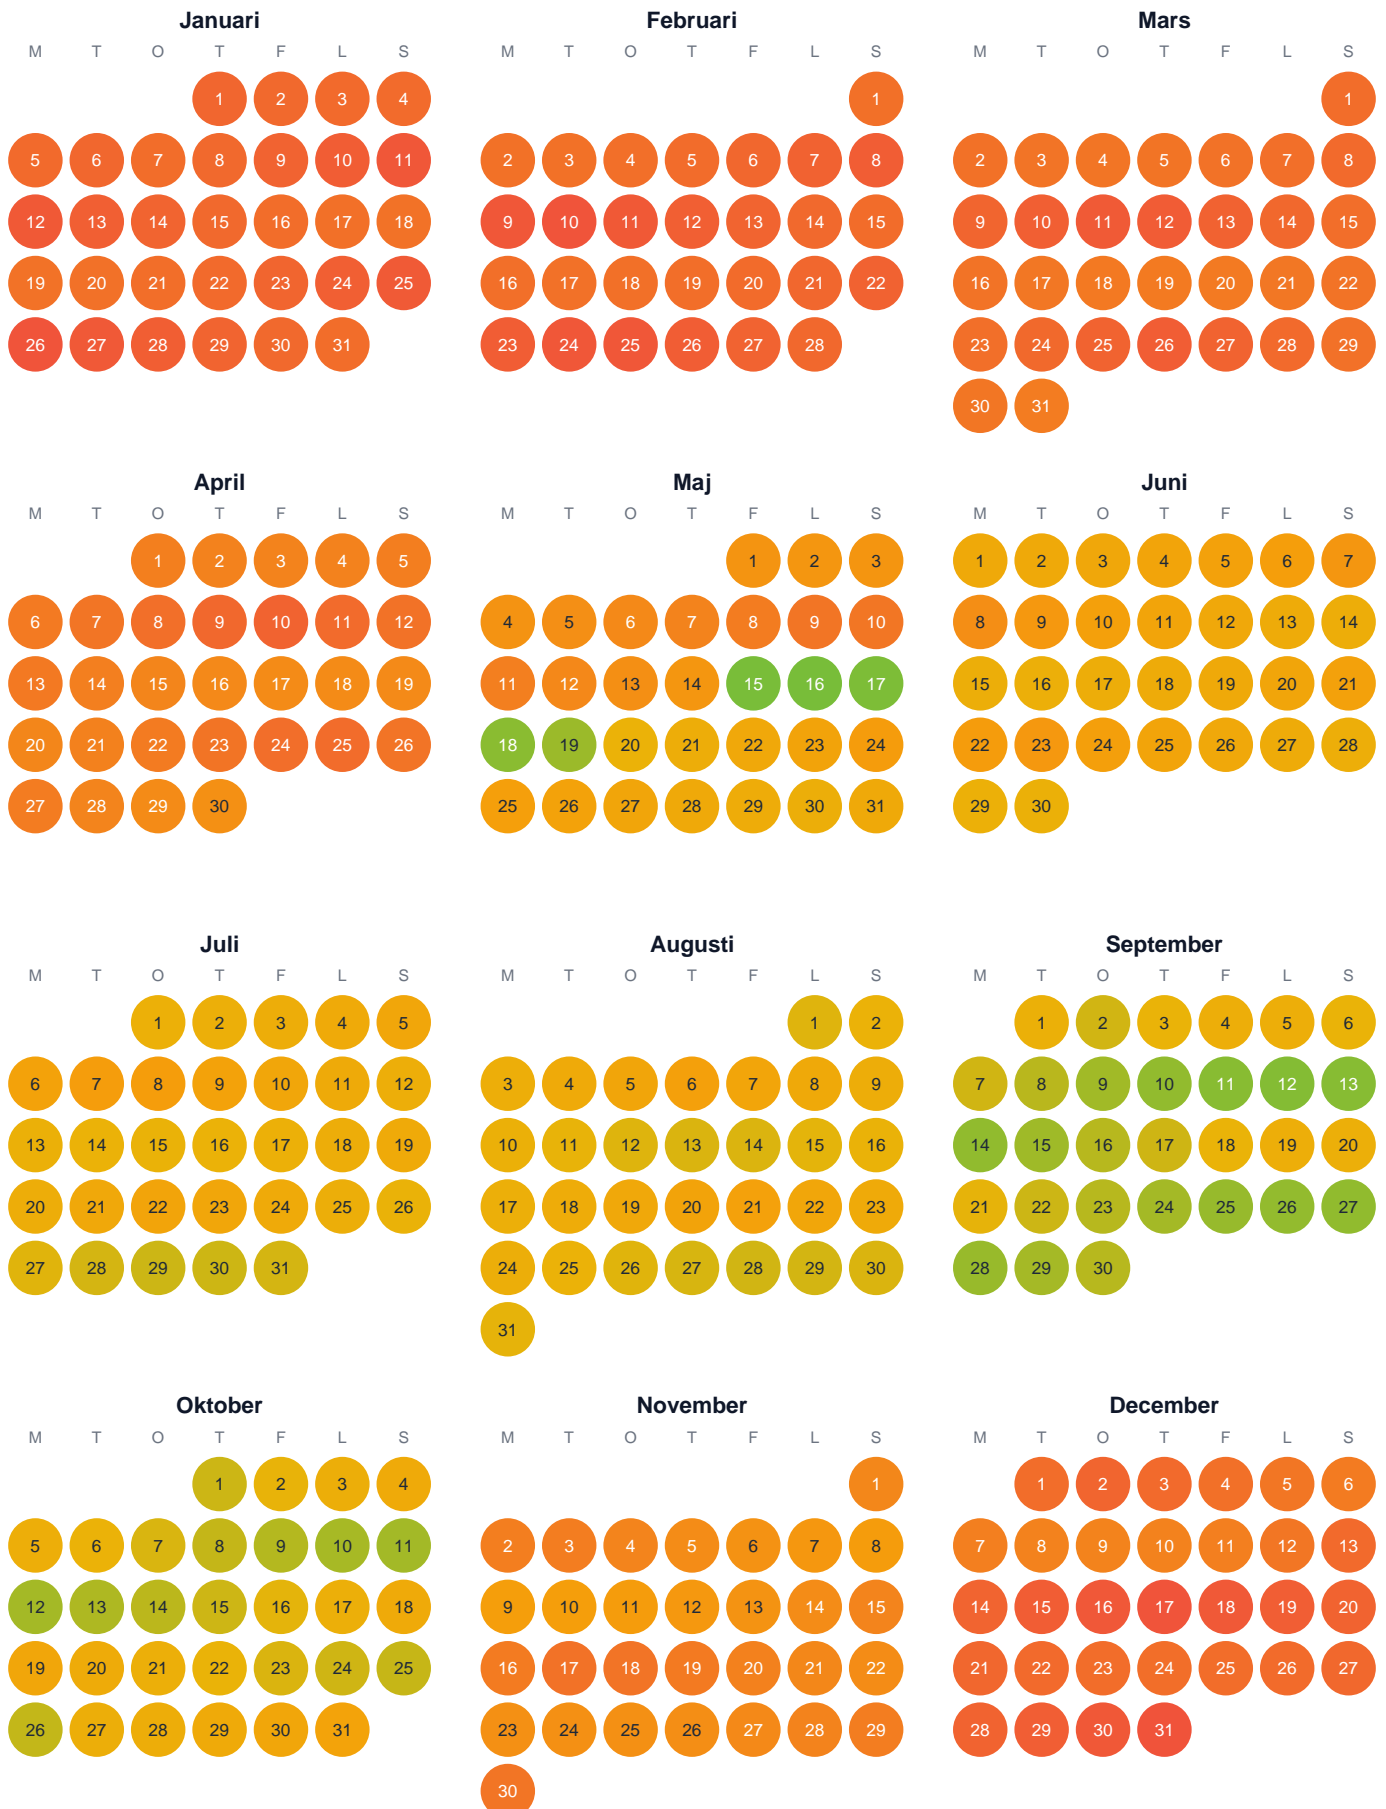 Januari Februari Mars
M T O T F L S M T O T F L S M T O T F L S
1 2 3 4 1 1
5 6 7 8 9 10 11 2 3 4 5 6 7 8 2 3 4 5 6 7 8
12 13 14 15 16 17 18 9 10 11 12 13 14 15 9 10 11 12 13 14 15
19 20 21 22 23 24 25 16 17 18 19 20 21 22 16 17 18 19 20 21 22
26 27 28 29 30 31 23 24 25 26 27 28 23 24 25 26 27 28 29
30 31
April Maj Juni
M T O T F L S M T O T F L S M T O T F L S
1 2 3 4 5 1 2 3 1 2 3 4 5 6 7
6 7 8 9 10 11 12 4 5 6 7 8 9 10 8 9 10 11 12 13 14
13 14 15 16 17 18 19 11 12 13 14 15 16 17 15 16 17 18 19 20 21
20 21 22 23 24 25 26 18 19 20 21 22 23 24 22 23 24 25 26 27 28
27 28 29 30 25 26 27 28 29 30 31 29 30
Juli Augusti September
M T O T F L S M T O T F L S M T O T F L S
1 2 3 4 5 1 2 1 2 3 4 5 6
6 7 8 9 10 11 12 3 4 5 6 7 8 9 7 8 9 10 11 12 13
13 14 15 16 17 18 19 10 11 12 13 14 15 16 14 15 16 17 18 19 20
20 21 22 23 24 25 26 17 18 19 20 21 22 23 21 22 23 24 25 26 27
27 28 29 30 31 24 25 26 27 28 29 30 28 29 30
31
Oktober November December
M T O T F L S M T O T F L S M T O T F L S
1 2 3 4 1 1 2 3 4 5 6
5 6 7 8 9 10 11 2 3 4 5 6 7 8 7 8 9 10 11 12 13
12 13 14 15 16 17 18 9 10 11 12 13 14 15 14 15 16 17 18 19 20
19 20 21 22 23 24 25 16 17 18 19 20 21 22 21 22 23 24 25 26 27
26 27 28 29 30 31 23 24 25 26 27 28 29 28 29 30 31
30